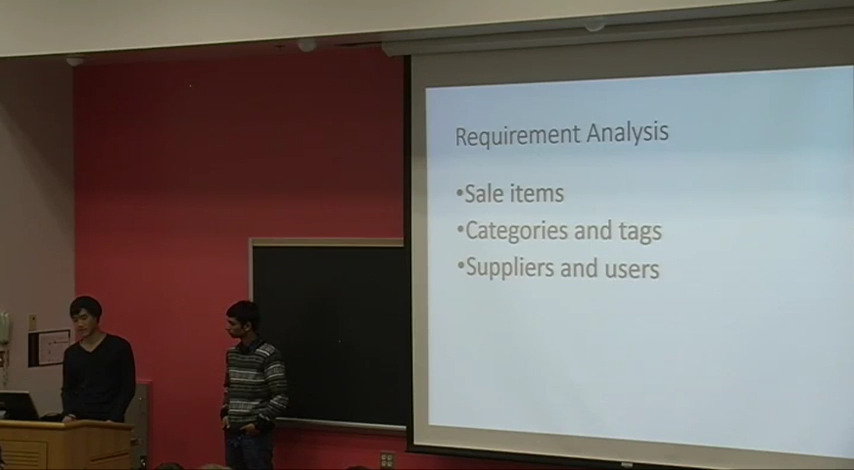 Requirement Analysis
•Sale items
•Categories and tags
•Suppliers and users